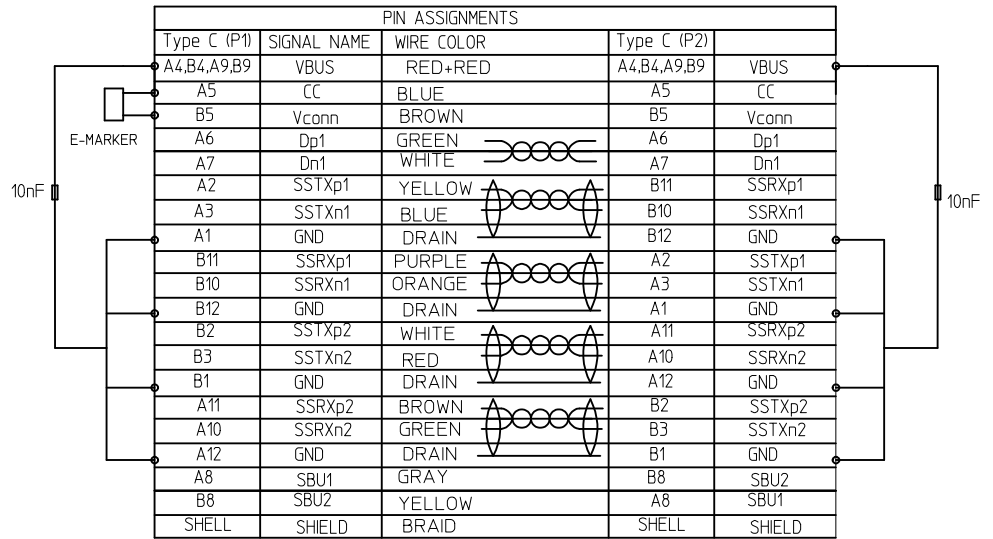 PIN ASSIGNMENTS
Type C (P1) SIGNAL NAME WIRE COLOR Type C (P2)
A4,B4,A9,B9 VBUS RED+RED A4,B4,A9,B9 VBUS
A5 CC BLUE A5 CC
B5 Vconn BROWN B5 Vconn
E-MARKER A6 Dp1 GREEN A6 Dp1
A7 Dn1 WHITE A7 Dn1
10nF A2 SSTXp1 YELLOW B11 SSRXp1 10nF
A3 SSTXn1 BLUE B10 SSRXn1
A1 GND DRAIN B12 GND
B11 SSRXp1 PURPLE A2 SSTXp1
B10 SSRXn1 ORANGE A3 SSTXn1
B12 GND DRAIN A1 GND
B2 SSTXp2 WHITE A11 SSRXp2
B3 SSTXn2 RED A10 SSRXn2
B1 GND DRAIN A12 GND
A11 SSRXp2 BROWN B2 SSTXp2
A10 SSRXn2 GREEN B3 SSTXn2
A12 GND DRAIN B1 GND
A8 SBU1 GRAY B8 SBU2
B8 SBU2 YELLOW A8 SBU1
SHELL SHIELD BRAID SHELL SHIELD